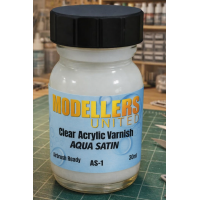 MODELLERS
UNITED
Clear Acrylic Varnish
AQUA SATIN
Airbrush Ready
30ml
AS-1